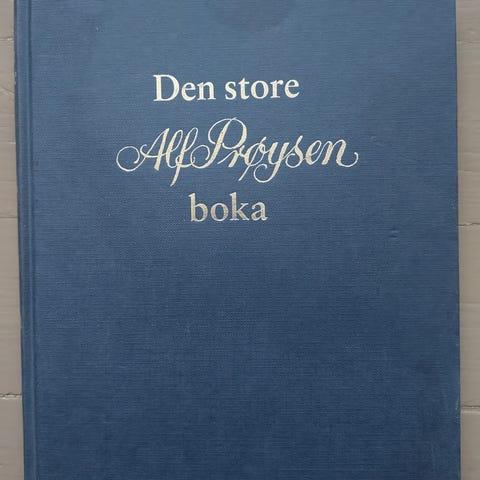 Den store
Alf Prøysen
boka